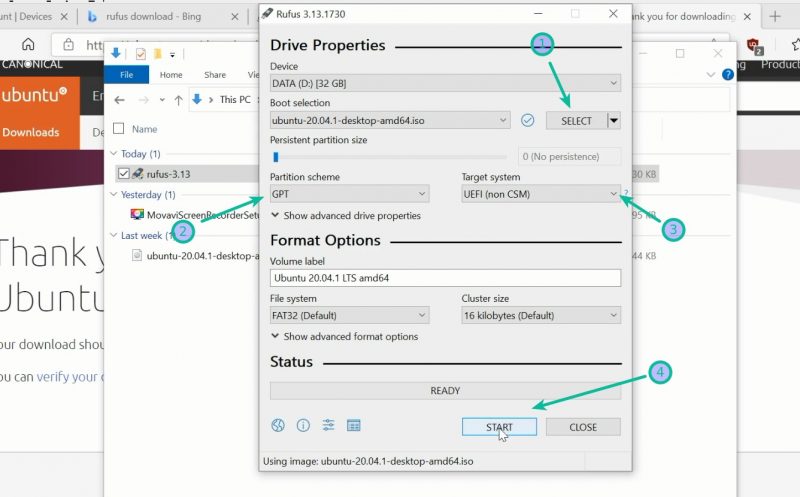 unt | Devices
rufus download - Bing
Rufus 3.13.1730
ank you for downloading
2
CANONICAL
ubuntu
Downloads
File
Home
Share
This PC
Name
Today (1)
rufus-3.13
30 KB
Yesterday (1)
MovaviScreenRecorderSetu
95 KB
Last week (1
ubuntu-20.04.1-desktop-a
44 KB
Thank y
Ubuntu
our download shou
ou can verify your c
Drive Properties
Device
DATA (D:) [32 GB]
Boot selection
ubuntu-20.04.1-desktop-amd64.iso
SELECT
Persistent partition size
0 (No persistence)
Partition scheme
Target system
GPT
UEFI (non CSM)
?
Show advanced drive properties
Format Options
Volume label
Ubuntu 20.04.1 LTS amd64
File system
Cluster size
FAT32 (Default)
16 kilobytes (Default)
Show advanced format options
Status
READY
START
CLOSE
Using image: ubuntu-20.04.1-desktop-amd64.iso
1
2
3
4